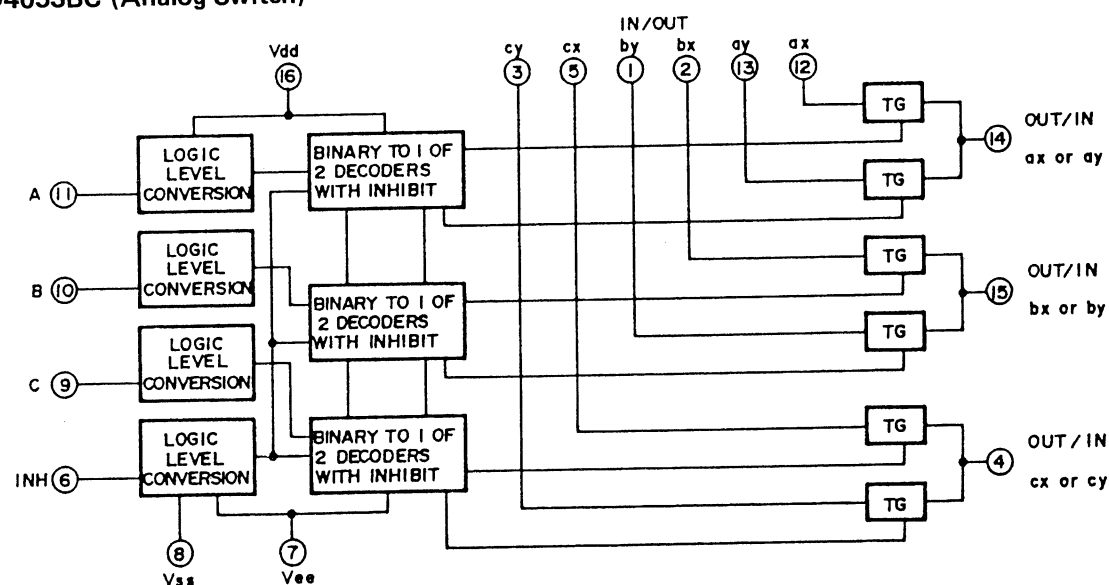 4053BC (Analog Switch)
IN/OUT
Vdd
cy
cx
by
bx
ay
ax
16
3
5
1
2
13
12
TG
OUT/IN
14
ax or ay
LOGIC
LEVEL
CONVERSION
BINARY TO 1 OF
2 DECODERS
WITH INHIBIT
A 11
TG
LOGIC
LEVEL
CONVERSION
B 10
TG
OUT/IN
15
bx or by
BINARY TO 1 OF
2 DECODERS
WITH INHIBIT
TG
LOGIC
LEVEL
CONVERSION
C 9
TG
OUT/IN
4
cx or cy
LOGIC
LEVEL
CONVERSION
BINARY TO 1 OF
2 DECODERS
WITH INHIBIT
INH 6
TG
8
Vss
7
Vee